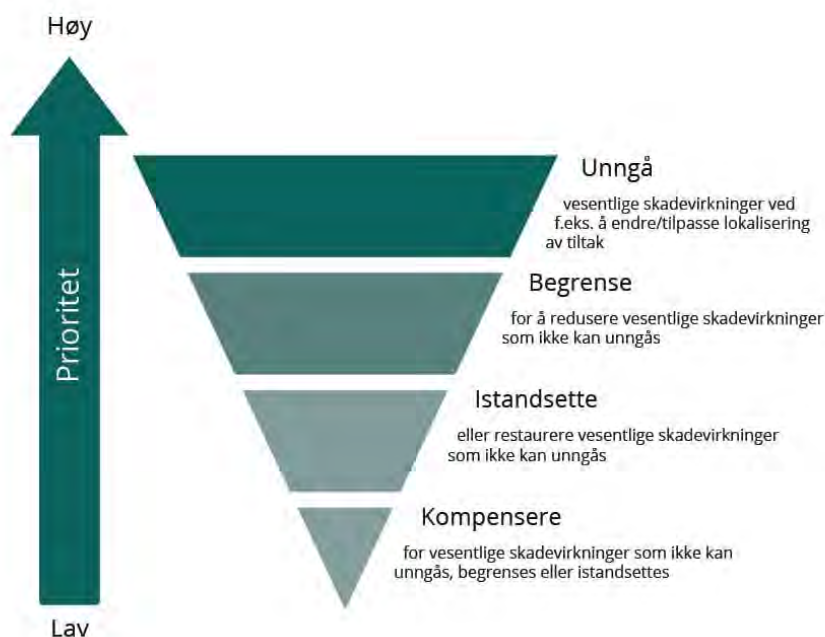 Høy
Prioritet
Unngå
vesentlige skadevirkninger ved
f.eks. å endre/tilpasse lokalisering
av tiltak
Begrense
for å redusere vesentlige skadevirkninger
som ikke kan unngås
Istandsette
eller restaurere vesentlige skadevirkninger
som ikke kan unngås
Kompensere
for vesentlige skadevirkninger som ikke kan
unngås, begrenses eller istandsettes
Lav